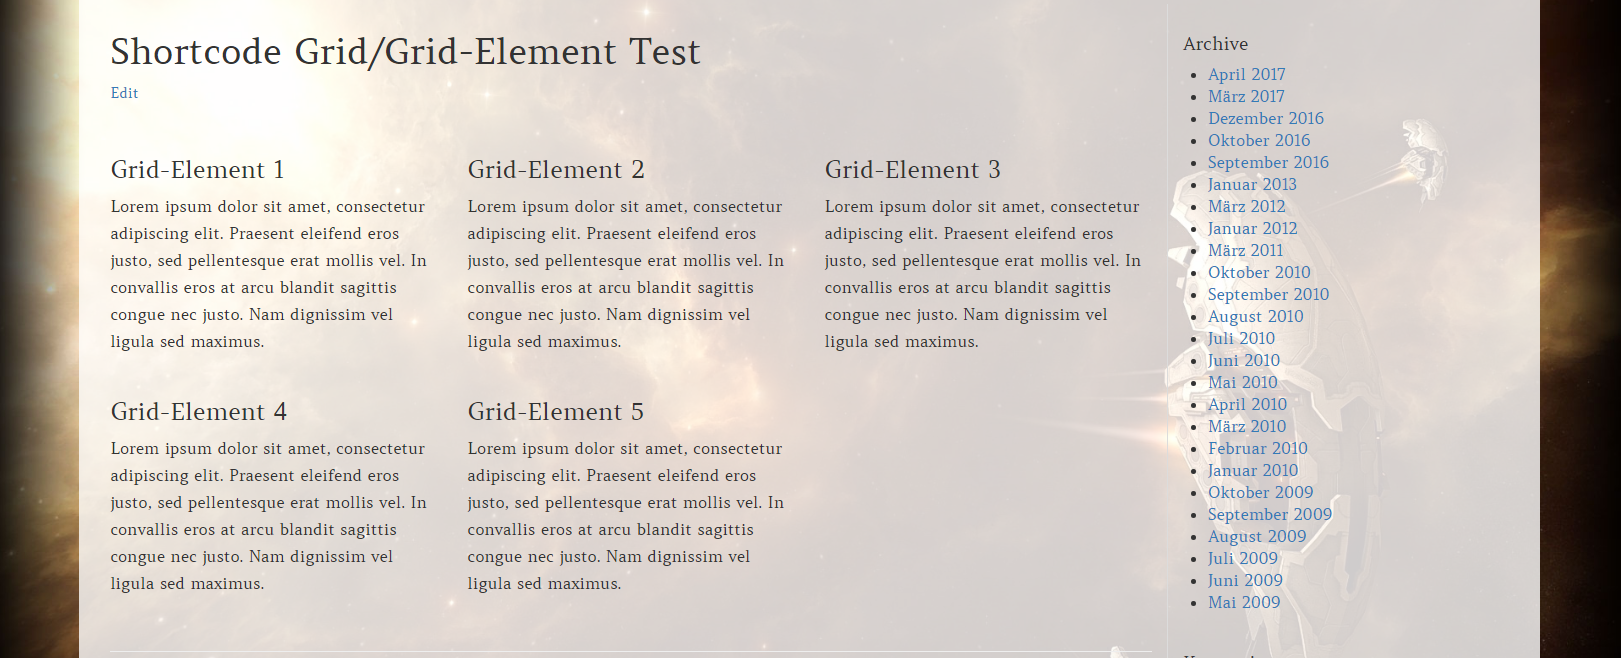 Shortcode Grid/Grid-Element Test
Edit
Grid-Element 1
Lorem ipsum dolor sit amet, consectetur
adipiscing elit. Praesent eleifend eros
justo, sed pellentesque erat mollis vel. In
convallis eros at arcu blandit sagittis
congue nec justo. Nam dignissim vel
ligula sed maximus.
Grid-Element 2
Lorem ipsum dolor sit amet, consectetur
adipiscing elit. Praesent eleifend eros
justo, sed pellentesque erat mollis vel. In
convallis eros at arcu blandit sagittis
congue nec justo. Nam dignissim vel
ligula sed maximus.
Grid-Element 3
Lorem ipsum dolor sit amet, consectetur
adipiscing elit. Praesent eleifend eros
justo, sed pellentesque erat mollis vel. In
convallis eros at arcu blandit sagittis
congue nec justo. Nam dignissim vel
ligula sed maximus.
Grid-Element 4
Lorem ipsum dolor sit amet, consectetur
adipiscing elit. Praesent eleifend eros
justo, sed pellentesque erat mollis vel. In
convallis eros at arcu blandit sagittis
congue nec justo. Nam dignissim vel
ligula sed maximus.
Grid-Element 5
Lorem ipsum dolor sit amet, consectetur
adipiscing elit. Praesent eleifend eros
justo, sed pellentesque erat mollis vel. In
convallis eros at arcu blandit sagittis
congue nec justo. Nam dignissim vel
ligula sed maximus.
Archive
April 2017
März 2017
Dezember 2016
Oktober 2016
September 2016
Januar 2013
März 2012
Januar 2012
März 2011
Oktober 2010
September 2010
August 2010
Juli 2010
Juni 2010
Mai 2010
April 2010
März 2010
Februar 2010
Januar 2010
Oktober 2009
September 2009
August 2009
Juli 2009
Juni 2009
Mai 2009